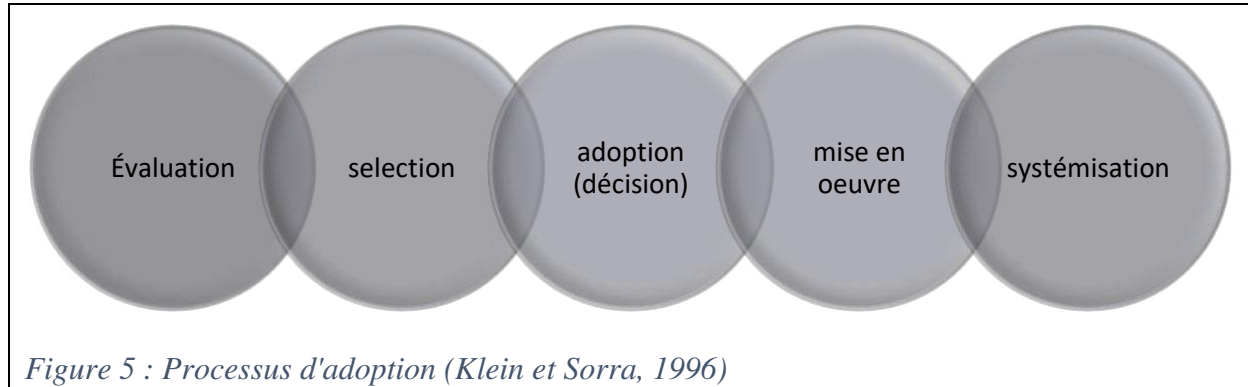 Évaluation
selection
adoption
(décision)
mise en
oeuvre
systémisation
Figure 5 : Processus d'adoption (Klein et Sorra, 1996)